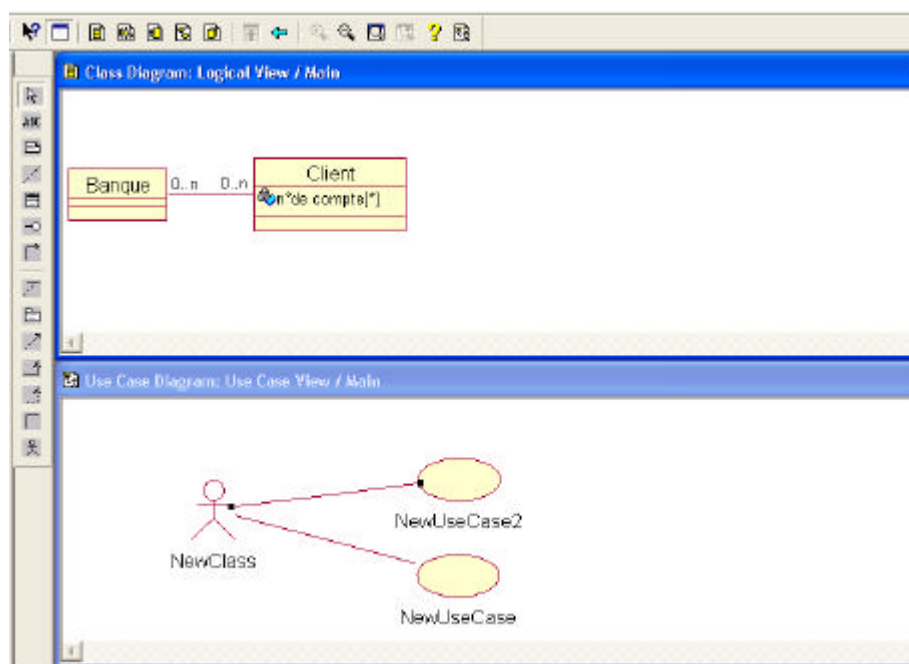 Class Diagram: Logical View / Main
ABC
Banque
0..n
0..n
Client
n°de compte[*]
Use Case Diagram: Use Case View / Main
NewUseCase2
NewClass
NewUseCase